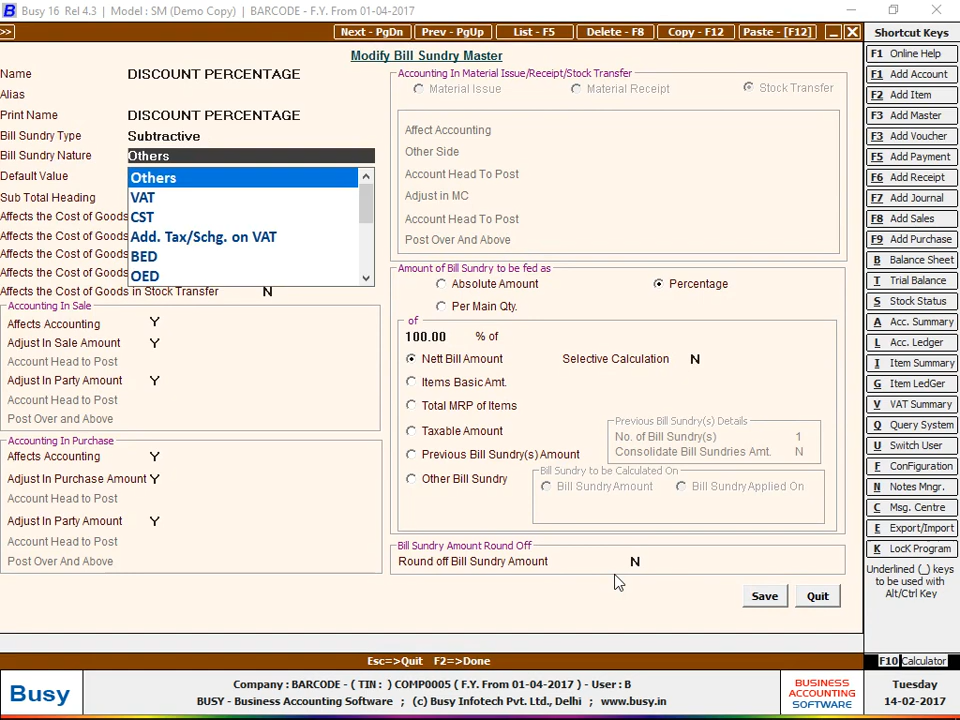 Busy 16 Rel 4.3 | Model : SM (Demo Copy) | BARCODE - F.Y. From 01-04-2017
>>
Next - PgDn
Prev - PgUp
List - F5
Delete - F8
Copy - F12
Paste - [F12]
Modify Bill Sundry Master
Name DISCOUNT PERCENTAGE
Alias
Print Name DISCOUNT PERCENTAGE
Bill Sundry Type Subtractive
Bill Sundry Nature Others
Default Value
Sub Total Heading
Affects the Cost of Goods
Affects the Cost of Goods
Affects the Cost of Goods
Affects the Cost of Goods
Affects the Cost of Goods in Stock Transfer N
Others
VAT
CST
Add. Tax/Schg. on VAT
BED
OED
Accounting In Sale
Affects Accounting Y
Adjust In Sale Amount Y
Account Head to Post
Adjust In Party Amount Y
Account Head to Post
Post Over and Above
Accounting In Purchase
Affects Accounting Y
Adjust In Purchase Amount Y
Account Head to Post
Adjust In Party Amount Y
Account Head to Post
Post Over And Above
Accounting In Material Issue/Receipt/Stock Transfer
Material Issue Material Receipt Stock Transfer
Affect Accounting
Other Side
Account Head To Post
Adjust in MC
Account Head To Post
Post Over And Above
Amount of Bill Sundry to be fed as
Absolute Amount Percentage
Per Main Qty.
of
100.00 % of
Nett Bill Amount Selective Calculation N
Items Basic Amt.
Total MRP of Items
Taxable Amount
Previous Bill Sundry(s) Amount
Other Bill Sundry
Previous Bill Sundry(s) Details
No. of Bill Sundry(s) 1
Consolidate Bill Sundries Amt. N
Bill Sundry to be Calculated On
Bill Sundry Amount Bill Sundry Applied On
Bill Sundry Amount Round Off
Round off Bill Sundry Amount N
Save
Quit
Esc=>Quit F2=>Done
Shortcut Keys
F1 Online Help
F1 Add Account
F2 Add Item
F3 Add Master
F3 Add Voucher
F5 Add Payment
F6 Add Receipt
F7 Add Journal
F8 Add Sales
F9 Add Purchase
B Balance Sheet
T Trial Balance
S Stock Status
A Acc. Summary
L Acc. Ledger
I Item Summary
G Item LedGer
V VAT Summary
Q Query System
U Switch User
F ConFiguration
N Notes Mngr.
C Msg. Centre
E Export/Import
K LocK Program
Underlined (_) keys
to be used with
Alt/Ctrl Key
F10 Calculator
Busy
Company : BARCODE - ( TIN : ) COMP0005 ( F.Y. From 01-04-2017 ) - User : B
BUSY - Business Accounting Software ; (c) Busy Infotech Pvt. Ltd., Delhi ; www.busy.in
BUSINESS
ACCOUNTING
SOFTWARE
Tuesday
14-02-2017